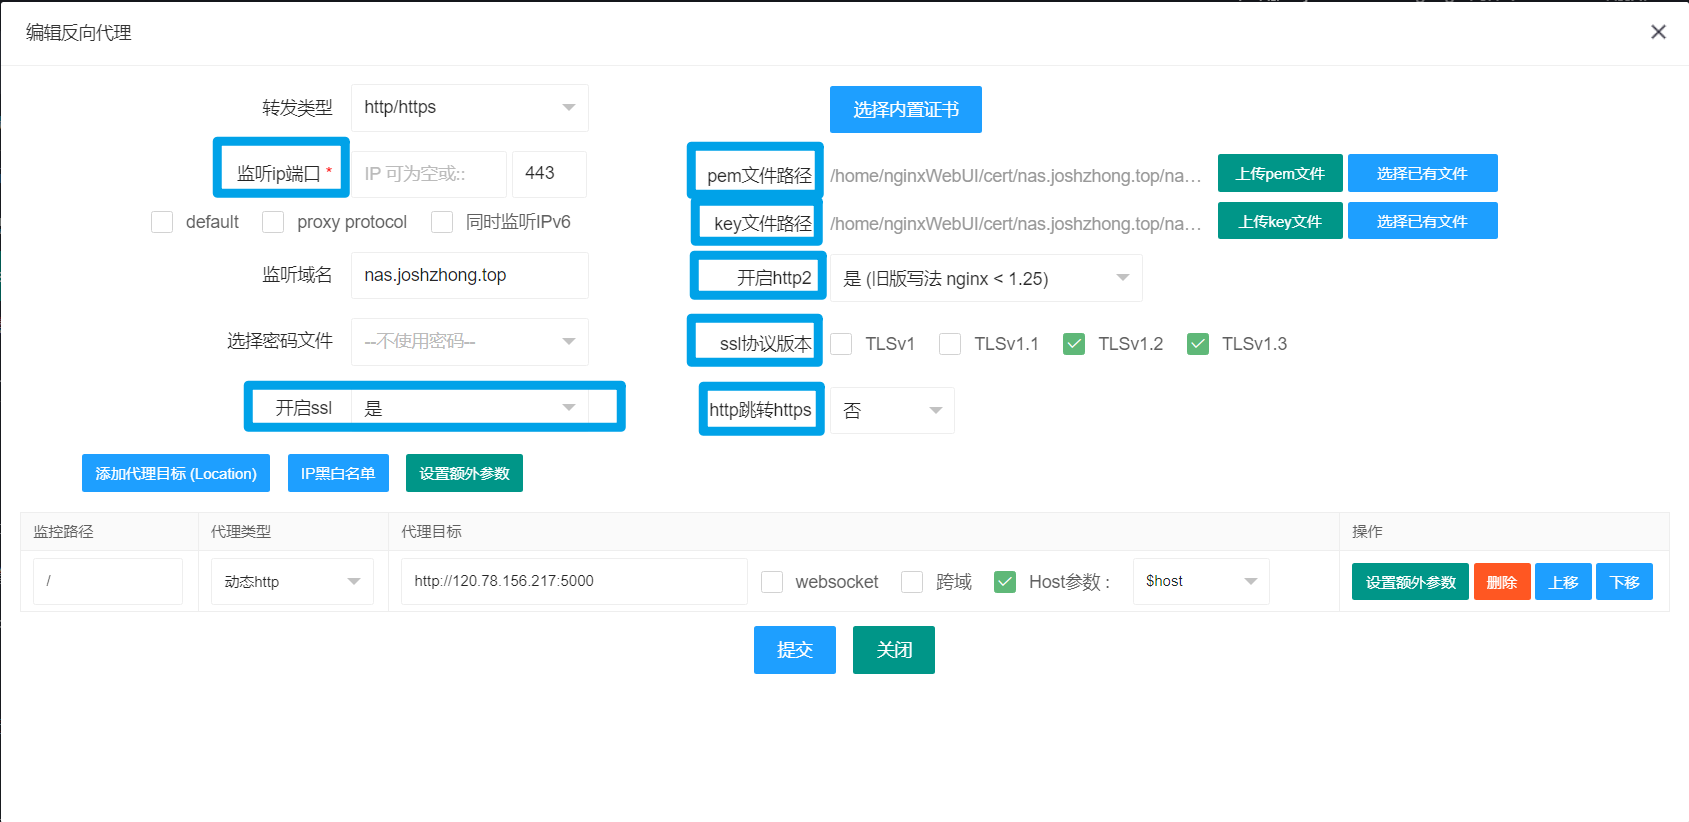 编辑反向代理
转发类型 http/https 选择内置证书
监听ip端口 * IP 可为空或:: 443 pem文件路径 /home/nginxWebUI/cert/nas.joshzhong.top/na… 上传pem文件 选择已有文件
default proxy protocol 同时监听IPv6 key文件路径 /home/nginxWebUI/cert/nas.joshzhong.top/na… 上传key文件 选择已有文件
监听域名 nas.joshzhong.top 开启http2 是 (旧版写法 nginx < 1.25)
选择密码文件 --不使用密码-- ssl协议版本 TLSv1 TLSv1.1 TLSv1.2 TLSv1.3
开启ssl 是 http跳转https 否
添加代理目标 (Location) IP黑白名单 设置额外参数
监控路径 代理类型 代理目标 操作
/ 动态http http://120.78.156.217:5000 websocket 跨域 Host参数 : $host 设置额外参数 删除 上移 下移
提交 关闭